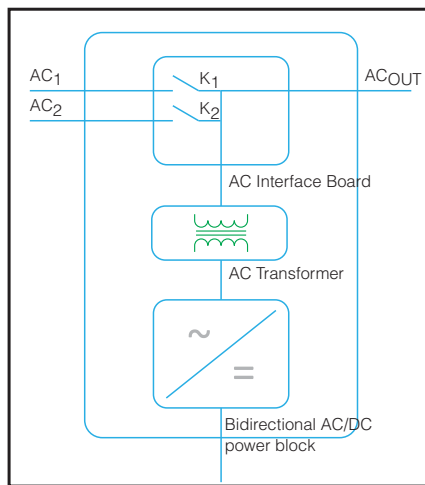 AC1
K1
ACOUT
AC2
K2
AC Interface Board
AC Transformer
~
=
Bidirectional AC/DC
power block